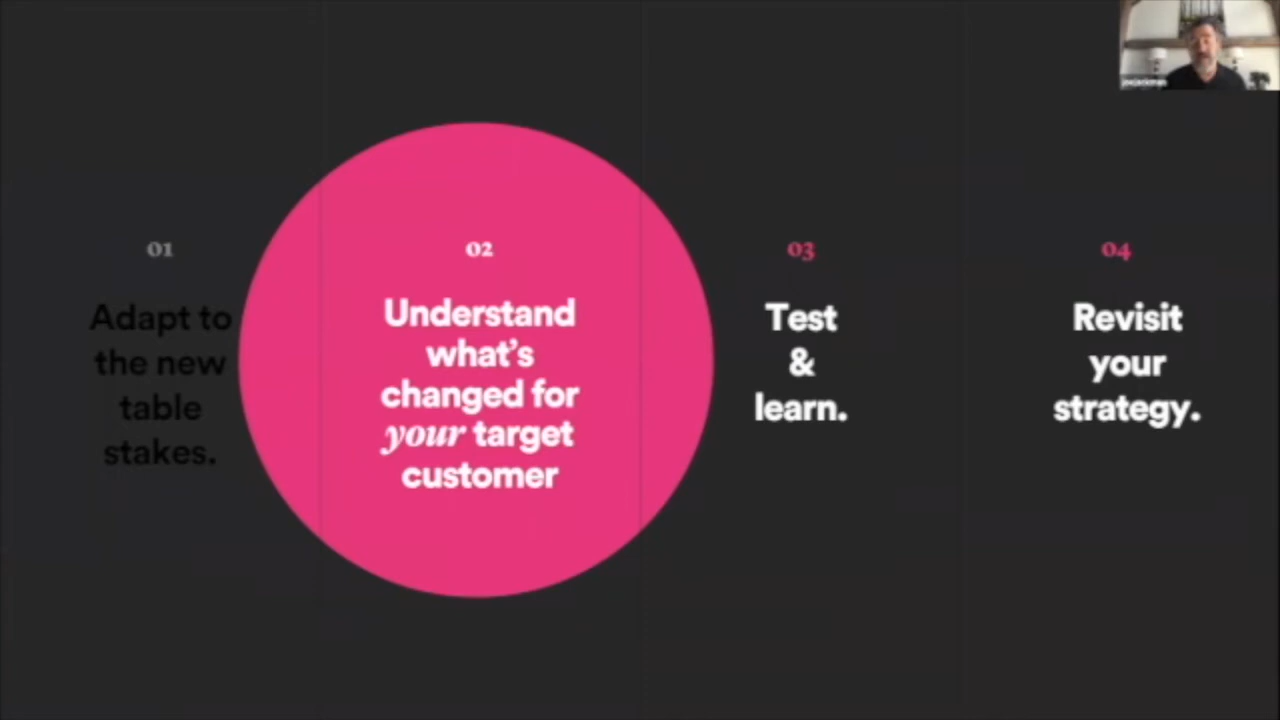 01
Adapt to
the new
table
stakes.
02
Understand
what's
changed for
your target
customer
03
Test
&
learn.
04
Revisit
your
strategy.